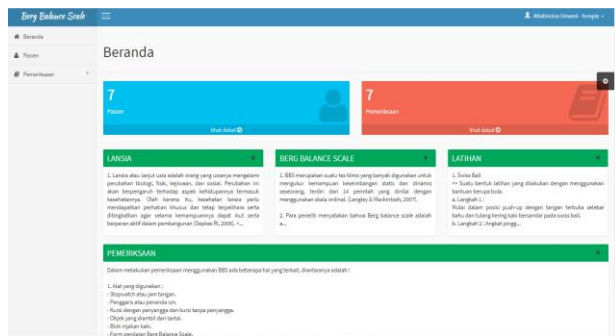 Berg Balance Scale
Beranda
Pasien
Pemeriksaan
Beranda
7
Pasien
lihat detail
7
Pemeriksaan
lihat detail
LANSIA
1. Lansia atau lanjut usia adalah orang yang usianya mengalami
perubahan biologi, fisik, kejiwaan, dan sosial. Perubahan ini
akan berpengaruh terhadap aspek kehidupannya termasuk
kesehatannya. Oleh karena itu, kesehatan lansia perlu
mendapatkan perhatian khusus dan tetap terpelihara serta
ditingkatkan agar selama kemampuannya dapat ikut serta
berperan aktif dalam pembangunan (Depkes RI, 2008).
BERG BALANCE SCALE
1. BBS merupakan suatu tes klinis yang banyak digunakan untuk
mengukur kemampuan keseimbangan statis dan dinamis
seseorang, terdiri dari 14 perintah yang dinilai dengan
menggunakan skala ordinal. (Langley & Mackintosh, 2007).
2. Para peneliti menyatakan bahwa Berg balance scale adalah
a...
LATIHAN
1. Swiss Ball
=> Suatu bentuk latihan yang dilakukan dengan menggunakan
bantuan berupa bola.
a. Langkah 1 :
Mulai dalam posisi push-up dengan tangan terbuka selebar
bahu dan tulang kering kaki bersandar pada swiss ball.
b. Langkah 2 : Angkat pingg...
PEMERIKSAAN
Dalam melakukan pemeriksaan menggunakan BBS ada beberapa hal yang terkait, diantaranya adalah :
1. Alat yang digunakan :
- Stopwatch atau jam tangan.
- Penggaris atau penanda cm.
- Kursi dengan penyangga dan kursi tanpa penyangga.
- Objek yang diambil dari lantai.
- Blok injakan kaki.
- Form penilaian Berg Balance Scale.